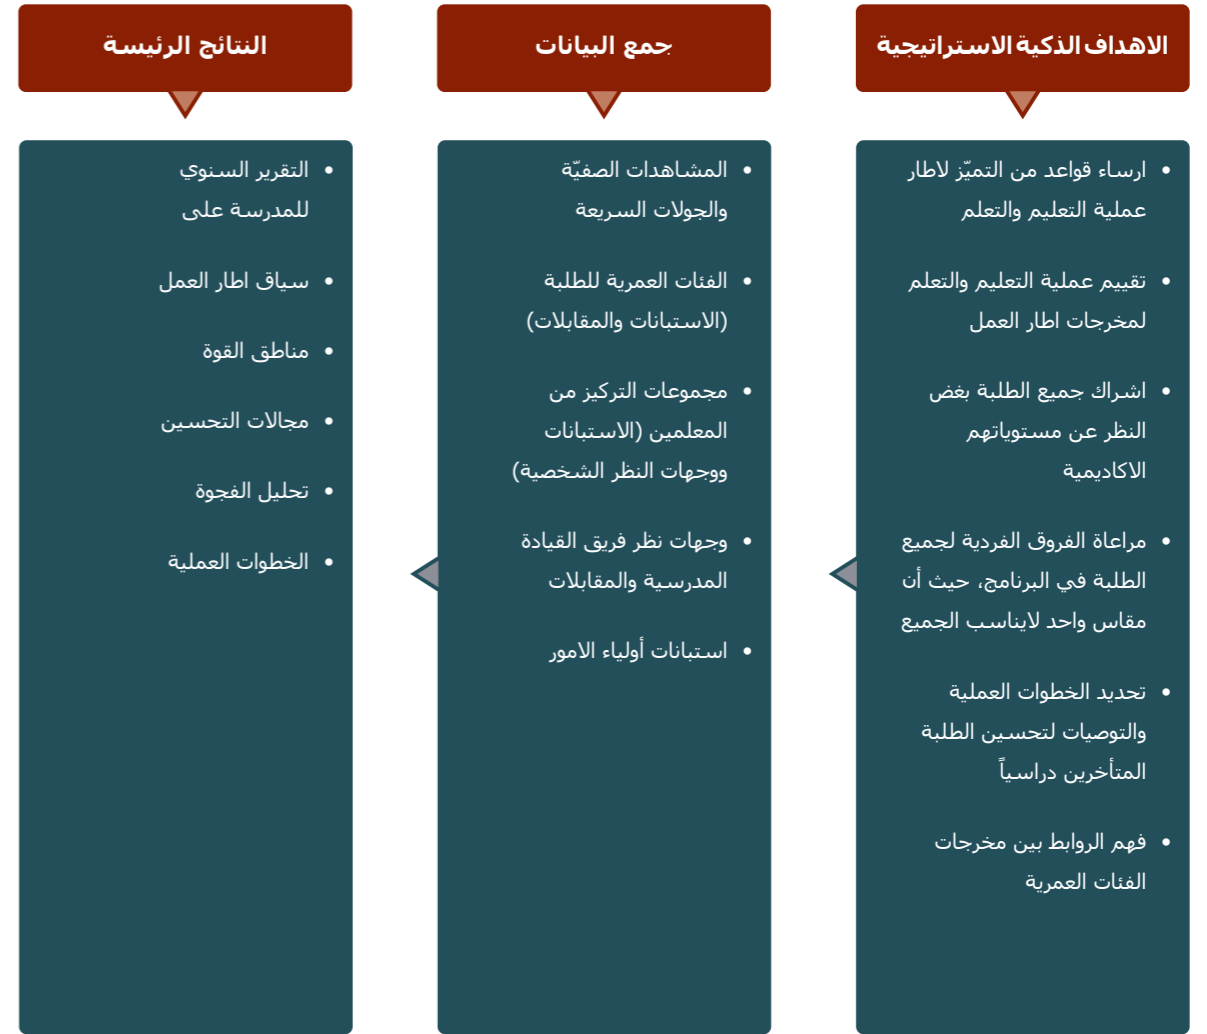 الاهداف الذكية الاستراتيجية
ارساء قواعد من التميّز لاطار
عملية التعليم والتعلم
تقييم عملية التعليم والتعلم
لمخرجات اطار العمل
اشراك جميع الطلبة بغض
النظر عن مستوياتهم
الاكاديمية
مراعاة الفروق الفردية لجميع
الطلبة في البرنامج، حيث أن
مقاس واحد لايناسب الجميع
تحديد الخطوات العملية
والتوصيات لتحسين الطلبة
المتأخرين دراسياً
فهم الروابط بين مخرجات
الفئات العمرية
جمع البيانات
المشاهدات الصفيّة
والجولات السريعة
الفئات العمرية للطلبة
(الاستبانات والمقابلات)
مجموعات التركيز من
المعلمين (الاستبانات
ووجهات النظر الشخصية)
وجهات نظر فريق القيادة
المدرسية والمقابلات
استبانات أولياء الامور
النتائج الرئيسة
التقرير السنوي
للمدرسة على
سياق اطار العمل
مناطق القوة
مجالات التحسين
تحليل الفجوة
الخطوات العملية